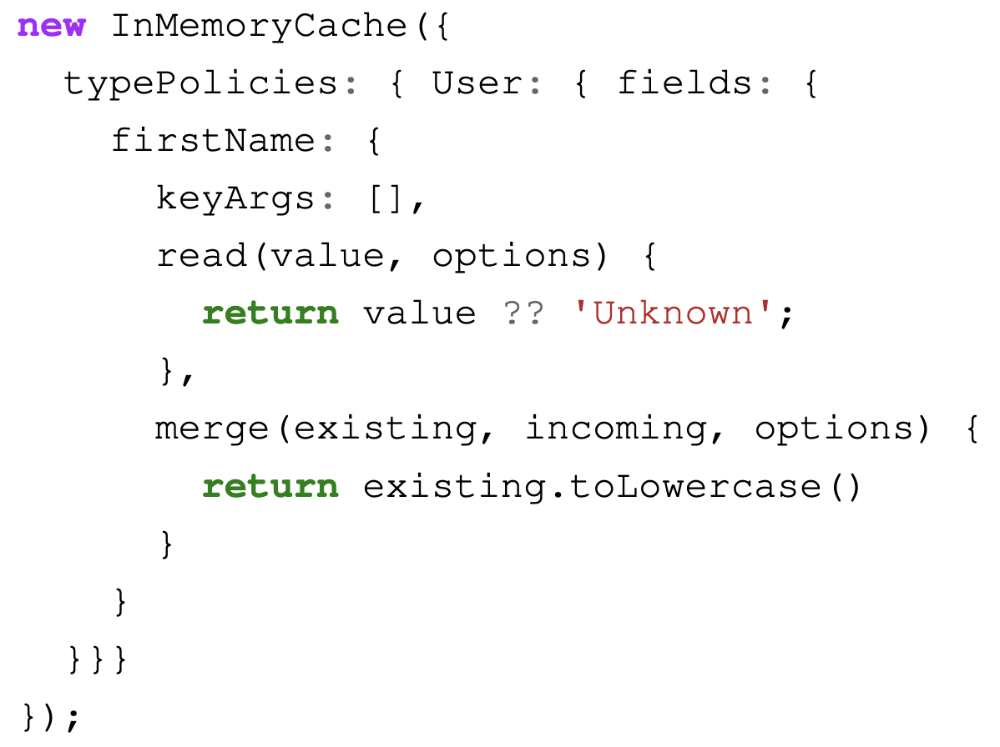 new InMemoryCache({
  typePolicies: { User: { fields: {
    firstName: {
      keyArgs: [],
      read(value, options) {
        return value ?? 'Unknown';
      },
      merge(existing, incoming, options) {
        return existing.toLowercase()
      }
    }
  }}}
});